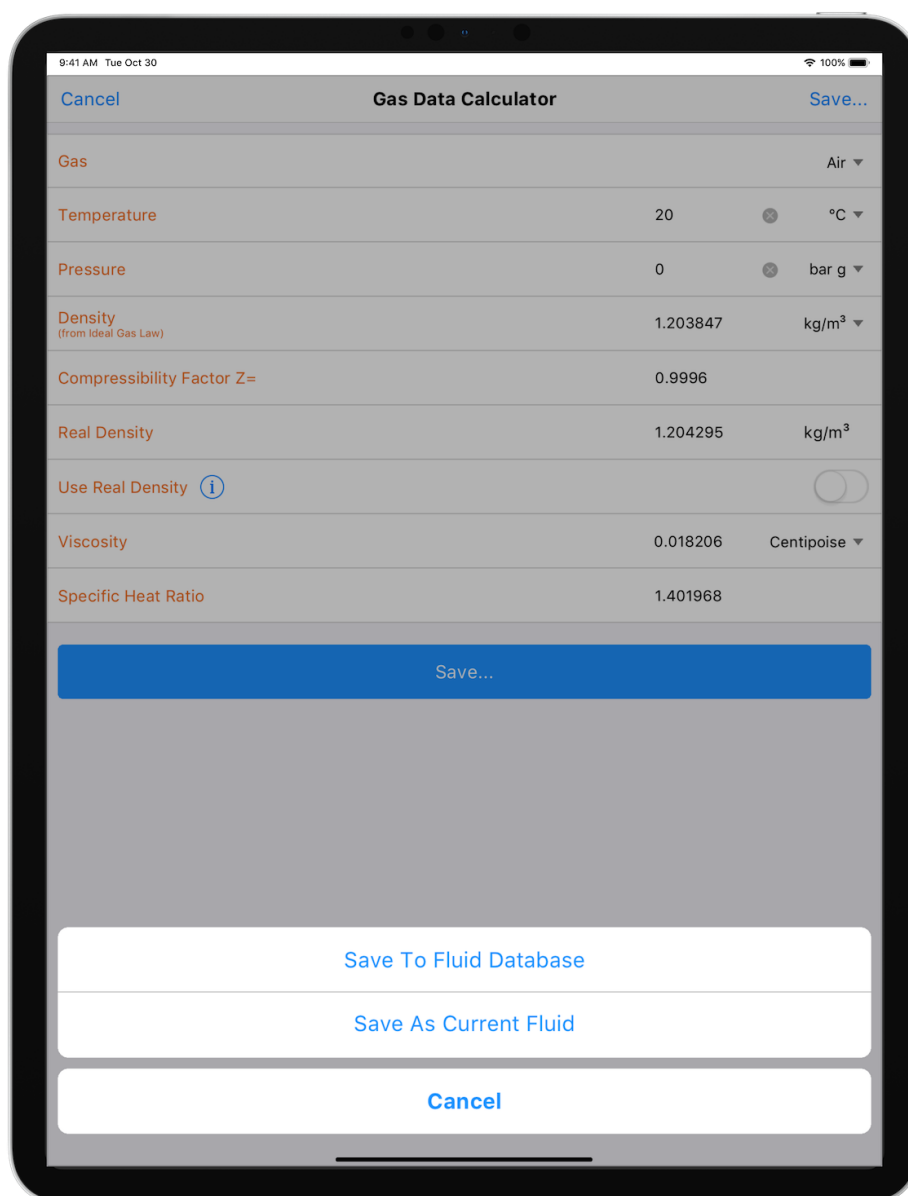 9:41 AM Tue Oct 30 100%
Cancel Gas Data Calculator Save...
Gas Air
Temperature 20 °C
Pressure 0 bar g
Density 1.203847 kg/m³
(from Ideal Gas Law)
Compressibility Factor Z= 0.9996
Real Density 1.204295 kg/m³
Use Real Density i
Viscosity 0.018206 Centipoise
Specific Heat Ratio 1.401968
Save...
Save To Fluid Database
Save As Current Fluid
Cancel